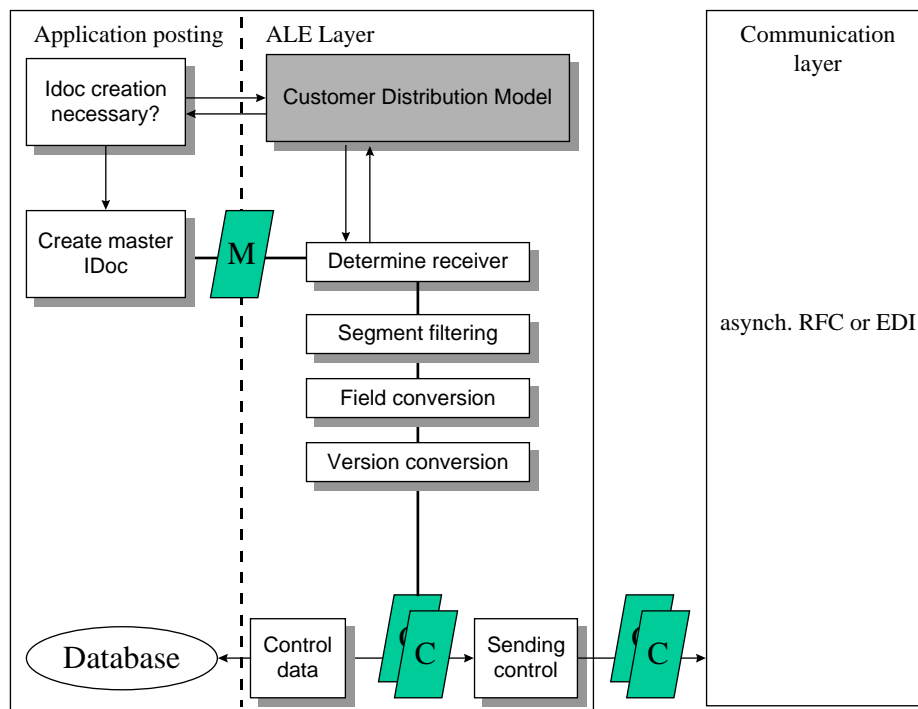 Application posting
ALE Layer
Communication
layer
Idoc creation
necessary?
Customer Distribution Model
Create master
IDoc
M
Determine receiver
Segment filtering
asynch. RFC or EDI
Field conversion
Version conversion
Database
Control
data
C
C
Sending
control
C
C